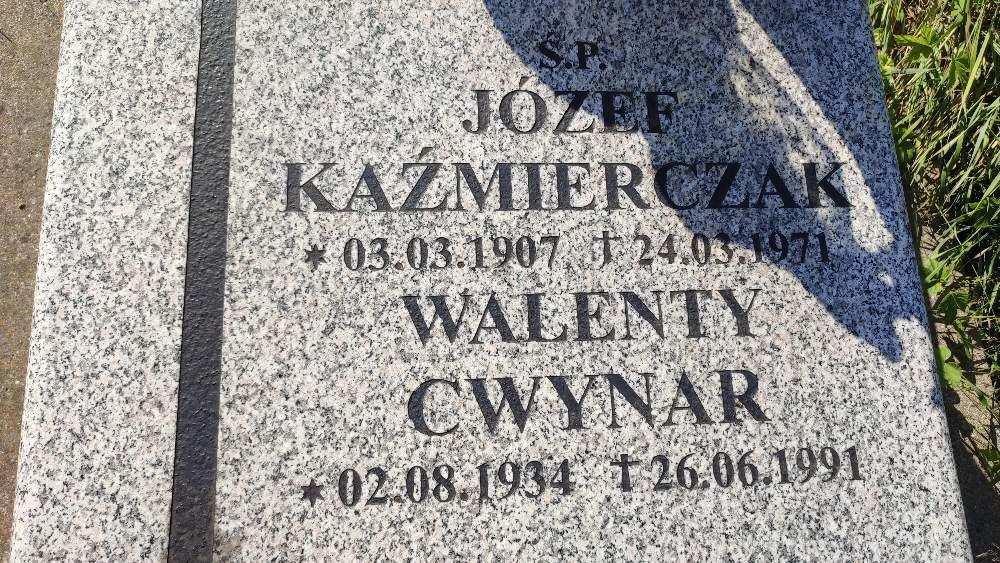 Ś.P.
JÓZEF
KAŹMIERCZAK
* 03.03.1907 † 24.03.1971
WALENTY
CWYNAR
* 02.08.1934 † 26.06.1991